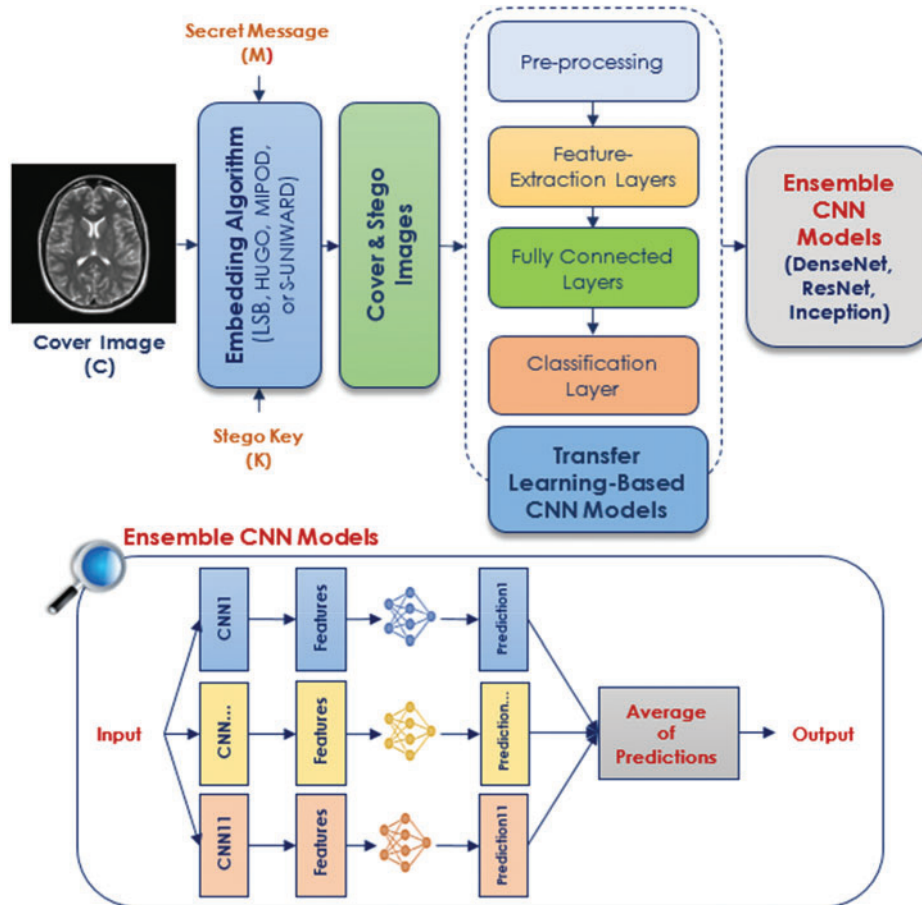 Secret Message
(M)
Cover Image
(C)
Embedding Algorithm
(LSB, HUGO, MIPOD,
or S-UNIWARD)
Stego Key
(K)
Cover & Stego
Images
Pre-processing
Feature-
Extraction Layers
Fully Connected
Layers
Classification
Layer
Transfer
Learning-Based
CNN Models
Ensemble
CNN
Models
(DenseNet,
ResNet,
Inception)
Ensemble CNN Models
Input
CNN1
Features
Prediction1
CNN...
Features
Prediction...
CNN11
Features
Prediction11
Average
of
Predictions
Output